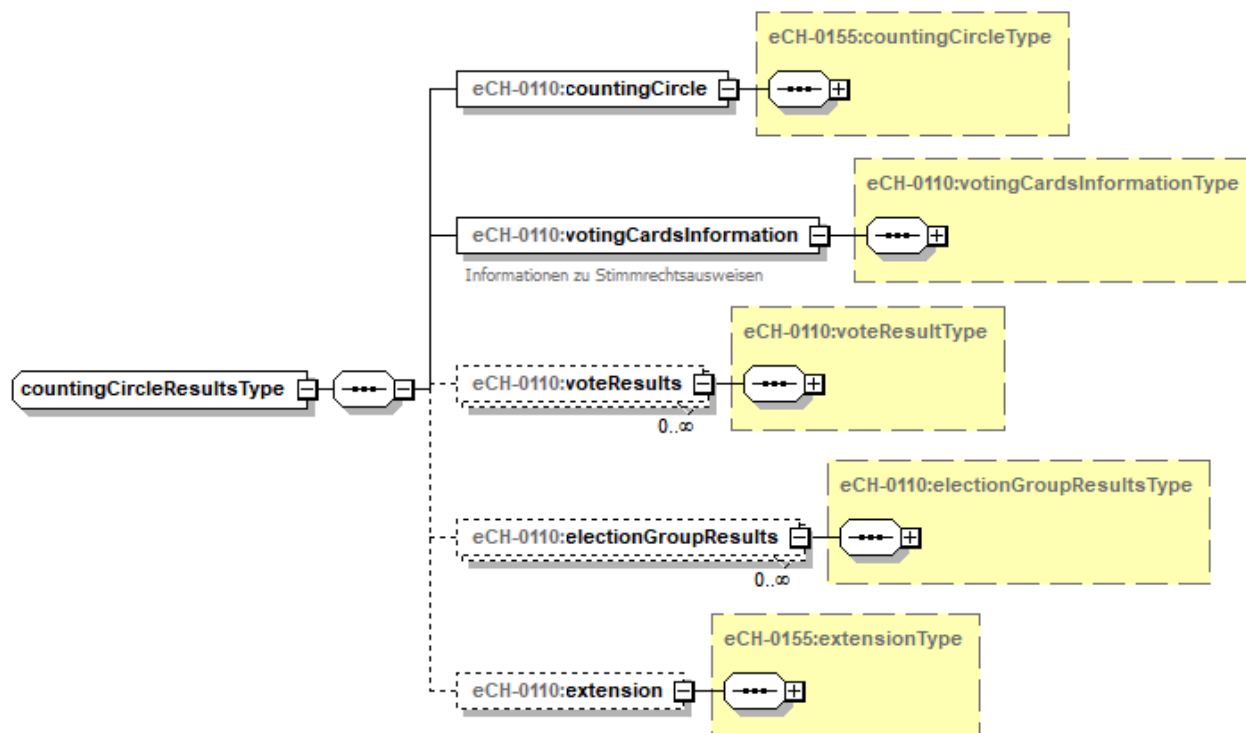 eCH-0155:countingCircleType
eCH-0110:countingCircle
eCH-0110:votingCardsInformationType
eCH-0110:votingCardsInformation
Informationen zu Stimmrechtsausweisen
eCH-0110:voteResultType
countingCircleResultsType
eCH-0110:voteResults
0..∞
eCH-0110:electionGroupResultsType
eCH-0110:electionGroupResults
0..∞
eCH-0155:extensionType
eCH-0110:extension